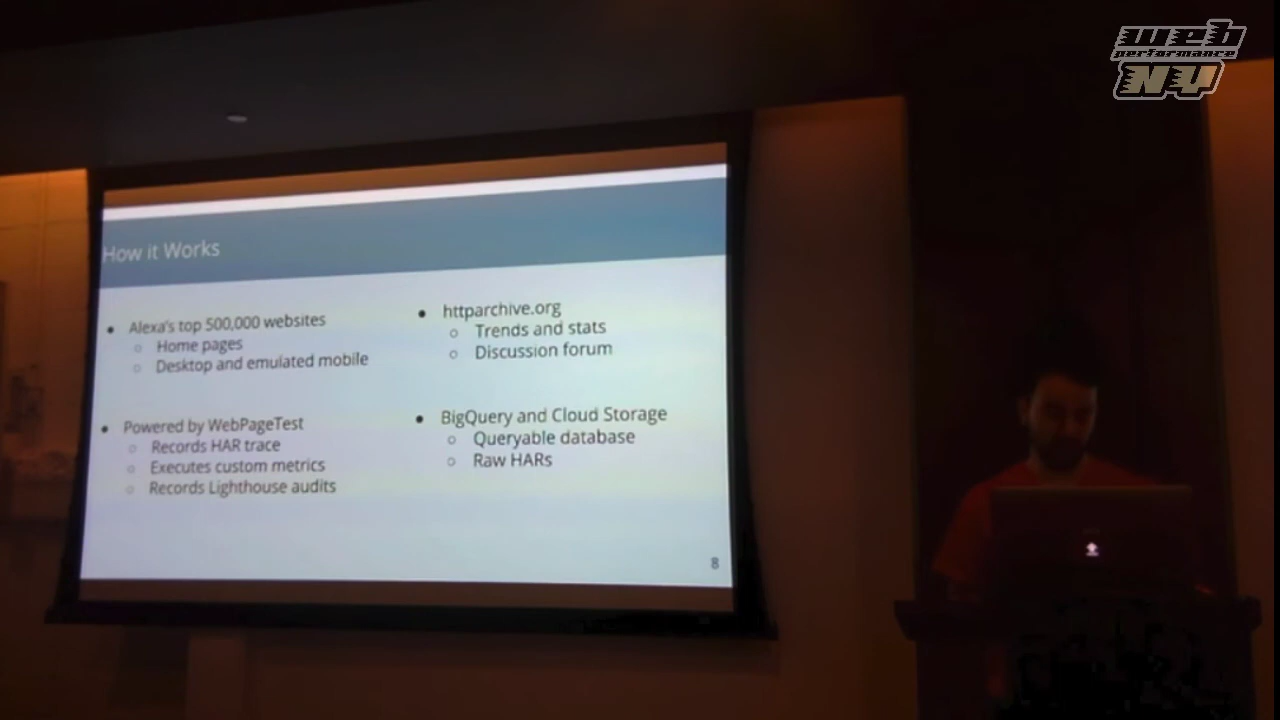 web
performance
NY
How it Works
Alexa's top 500,000 websites
Home pages
Desktop and emulated mobile
Powered by WebPageTest
Records HAR trace
Executes custom metrics
Records Lighthouse audits
httparchive.org
Trends and stats
Discussion forum
BigQuery and Cloud Storage
Queryable database
Raw HARs
8